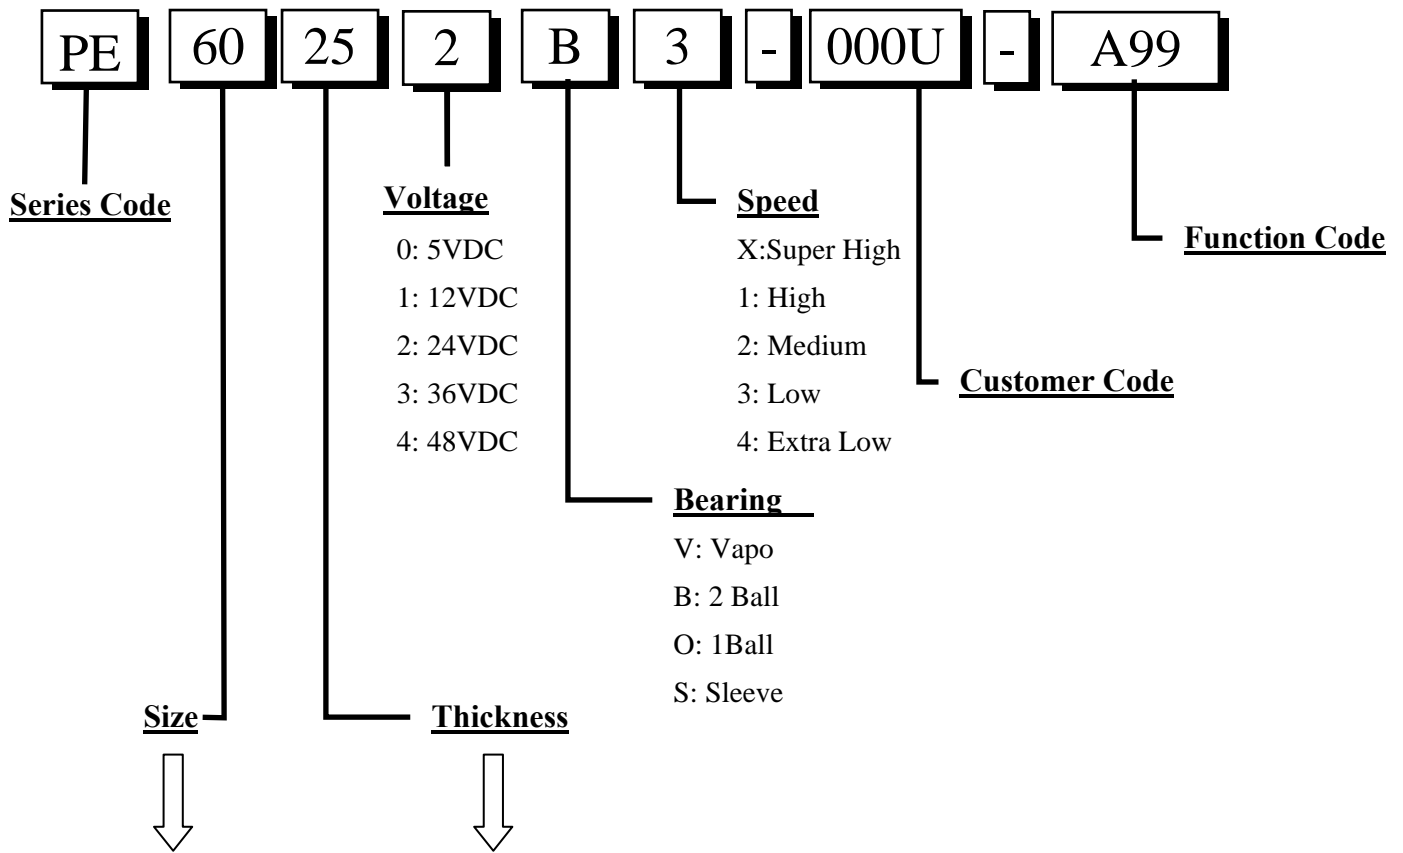 PE 60 25 2 B 3 - 000U - A99
Series Code
Voltage
0: 5VDC
1: 12VDC
2: 24VDC
3: 36VDC
4: 48VDC
Speed
X:Super High
1: High
2: Medium
3: Low
4: Extra Low
Function Code
Customer Code
Bearing
V: Vapo
B: 2 Ball
O: 1Ball
S: Sleeve
Size
Thickness